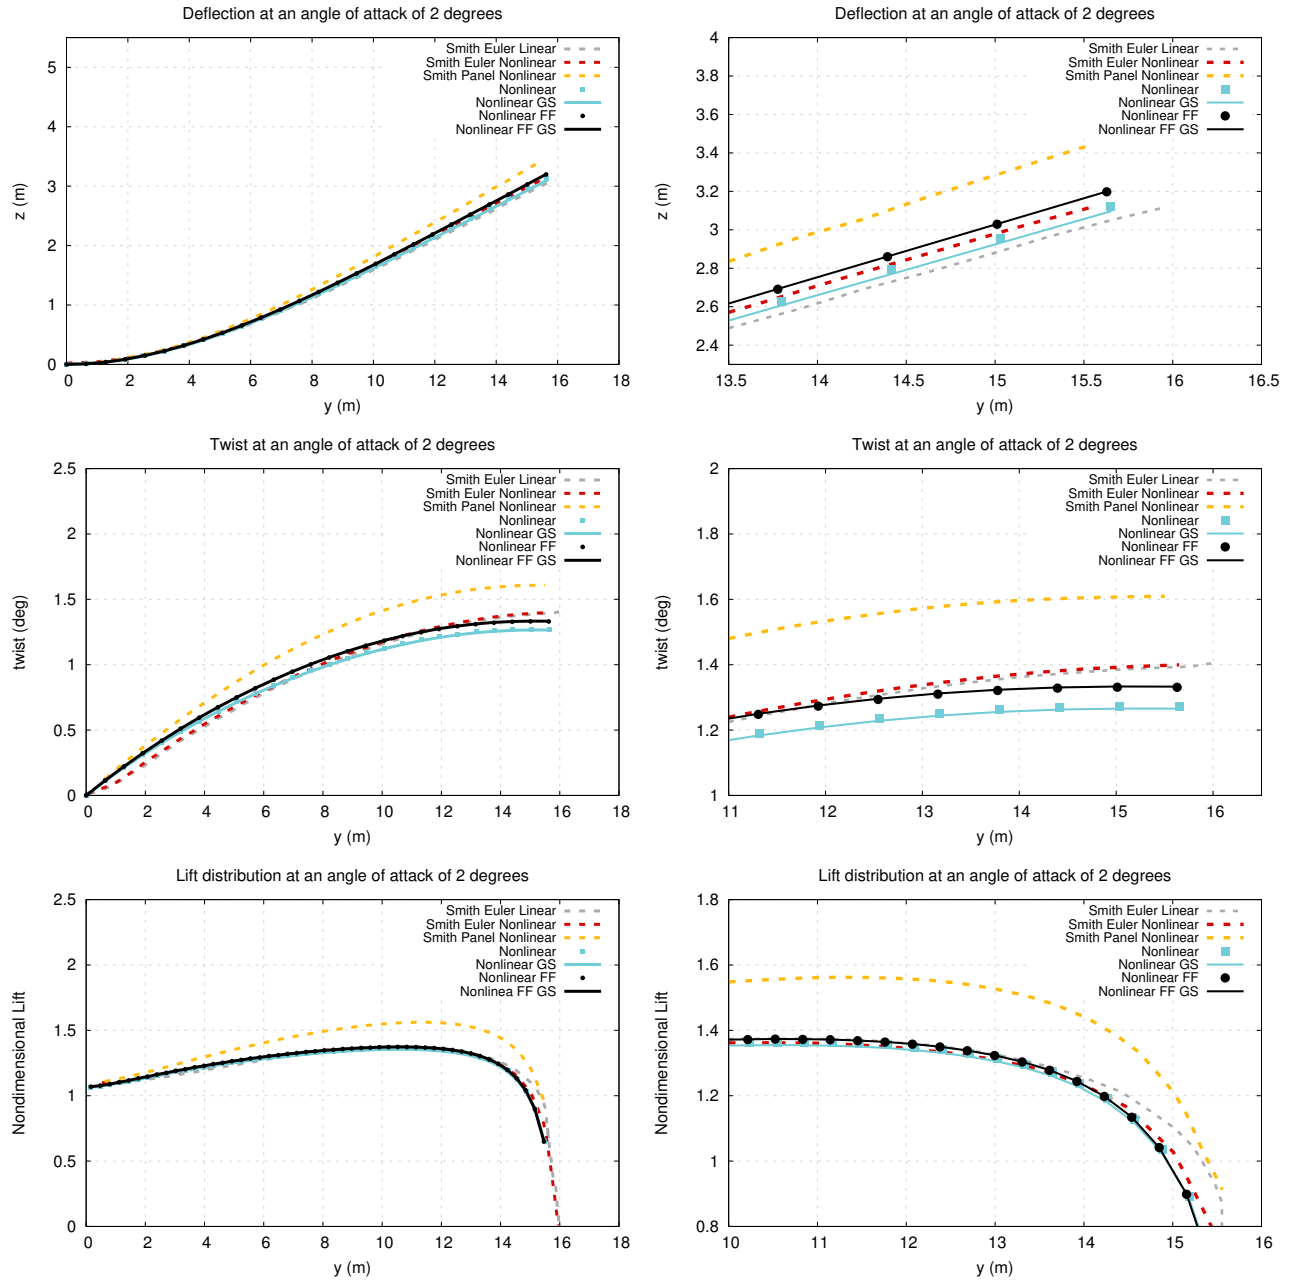 Deflection at an angle of attack of 2 degrees
z (m)
5
4
3
2
1
0
Smith Euler Linear
Smith Euler Nonlinear
Smith Panel Nonlinear
Nonlinear
Nonlinear GS
Nonlinear FF
Nonlinear FF GS
0 2 4 6 8 10 12 14 16 18
y (m)
Deflection at an angle of attack of 2 degrees
z (m)
4
3.8
3.6
3.4
3.2
3
2.8
2.6
2.4
Smith Euler Linear
Smith Euler Nonlinear
Smith Panel Nonlinear
Nonlinear
Nonlinear GS
Nonlinear FF
Nonlinear FF GS
13.5 14 14.5 15 15.5 16 16.5
y (m)
Twist at an angle of attack of 2 degrees
twist (deg)
2.5
2
1.5
1
0.5
0
Smith Euler Linear
Smith Euler Nonlinear
Smith Panel Nonlinear
Nonlinear
Nonlinear GS
Nonlinear FF
Nonlinear FF GS
0 2 4 6 8 10 12 14 16 18
y (m)
Twist at an angle of attack of 2 degrees
twist (deg)
2
1.8
1.6
1.4
1.2
1
Smith Euler Linear
Smith Euler Nonlinear
Smith Panel Nonlinear
Nonlinear
Nonlinear GS
Nonlinear FF
Nonlinear FF GS
11 12 13 14 15 16
y (m)
Lift distribution at an angle of attack of 2 degrees
Nondimensional Lift
2.5
2
1.5
1
0.5
0
Smith Euler Linear
Smith Euler Nonlinear
Smith Panel Nonlinear
Nonlinear
Nonlinear GS
Nonlinear FF
Nonlinea FF GS
0 2 4 6 8 10 12 14 16 18
y (m)
Lift distribution at an angle of attack of 2 degrees
Nondimensional Lift
1.8
1.6
1.4
1.2
1
0.8
Smith Euler Linear
Smith Euler Nonlinear
Smith Panel Nonlinear
Nonlinear
Nonlinear GS
Nonlinear FF
Nonlinear FF GS
10 11 12 13 14 15 16
y (m)